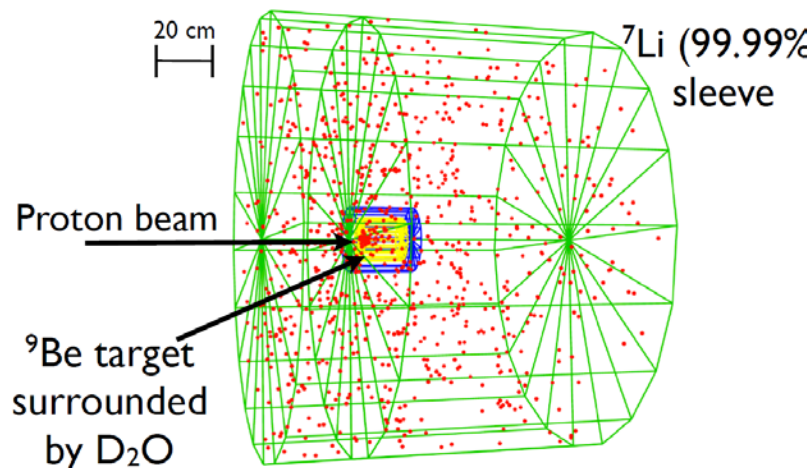 20 cm
⁷Li (99.99%
sleeve
Proton beam
⁹Be target
surrounded
by D₂O